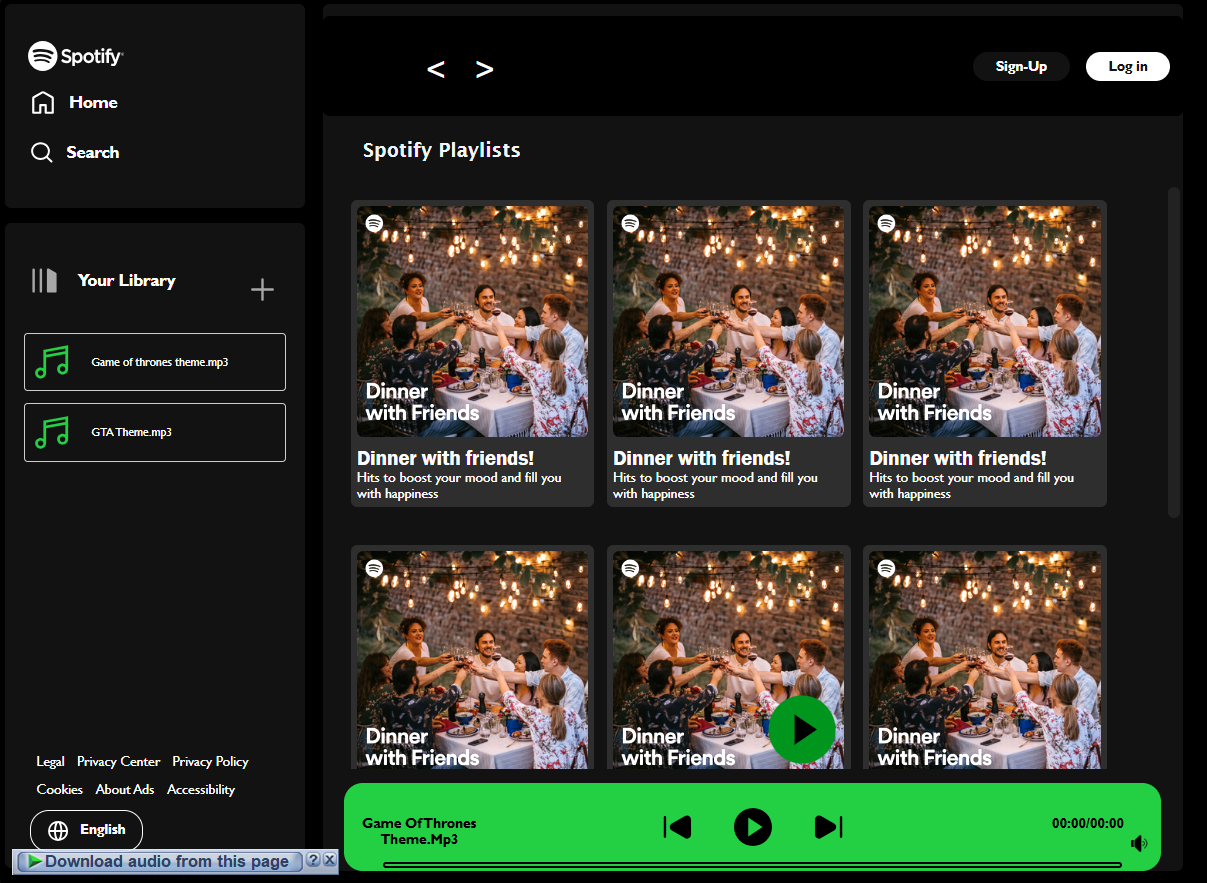 Spotify
Home
Search
Your Library
Game of thrones theme.mp3
GTA Theme.mp3
Legal Privacy Center Privacy Policy
Cookies About Ads Accessibility
English
Download audio from this page ? X
< >
Sign-Up Log in
Spotify Playlists
Dinner
with Friends
Dinner with friends!
Hits to boost your mood and fill you
with happiness
Dinner
with Friends
Dinner with friends!
Hits to boost your mood and fill you
with happiness
Dinner
with Friends
Dinner with friends!
Hits to boost your mood and fill you
with happiness
Dinner
with Friends
Dinner
with Friends
Dinner
with Friends
Game OfThrones
Theme.Mp3
00:00/00:00